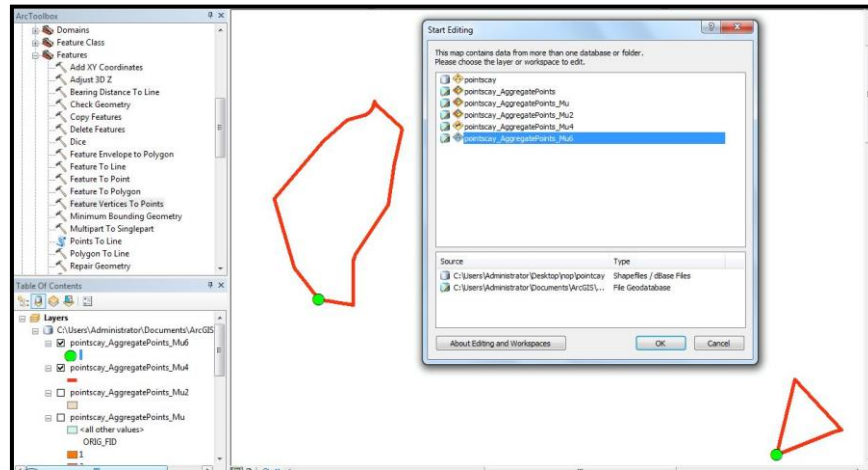 ArcToolbox
Domains
Feature Class
Features
Add XY Coordinates
Adjust 3D Z
Bearing Distance To Line
Check Geometry
Copy Features
Delete Features
Dice
Feature Envelope to Polygon
Feature To Line
Feature To Point
Feature To Polygon
Feature Vertices To Points
Minimum Bounding Geometry
Multipart To Singlepart
Points To Line
Polygon To Line
Repair Geometry
Table Of Contents
Layers
C:\Users\Administrator\Documents\ArcGIS
pointscay_AggregatePoints_Mu6
pointscay_AggregatePoints_Mu4
pointscay_AggregatePoints_Mu2
pointscay_AggregatePoints_Mu
<all other values>
ORIG_FID
1
Start Editing
This map contains data from more than one database or folder.
Please choose the layer or workspace to edit.
pointscay
pointscay_AggregatePoints
pointscay_AggregatePoints_Mu
pointscay_AggregatePoints_Mu2
pointscay_AggregatePoints_Mu4
pointscay_AggregatePoints_Mu6
Source Type
C:\Users\Administrator\Desktop\nop\pointcay Shapefiles / dBase Files
C:\Users\Administrator\Documents\ArcGIS\... File Geodatabase
About Editing and Workspaces OK Cancel